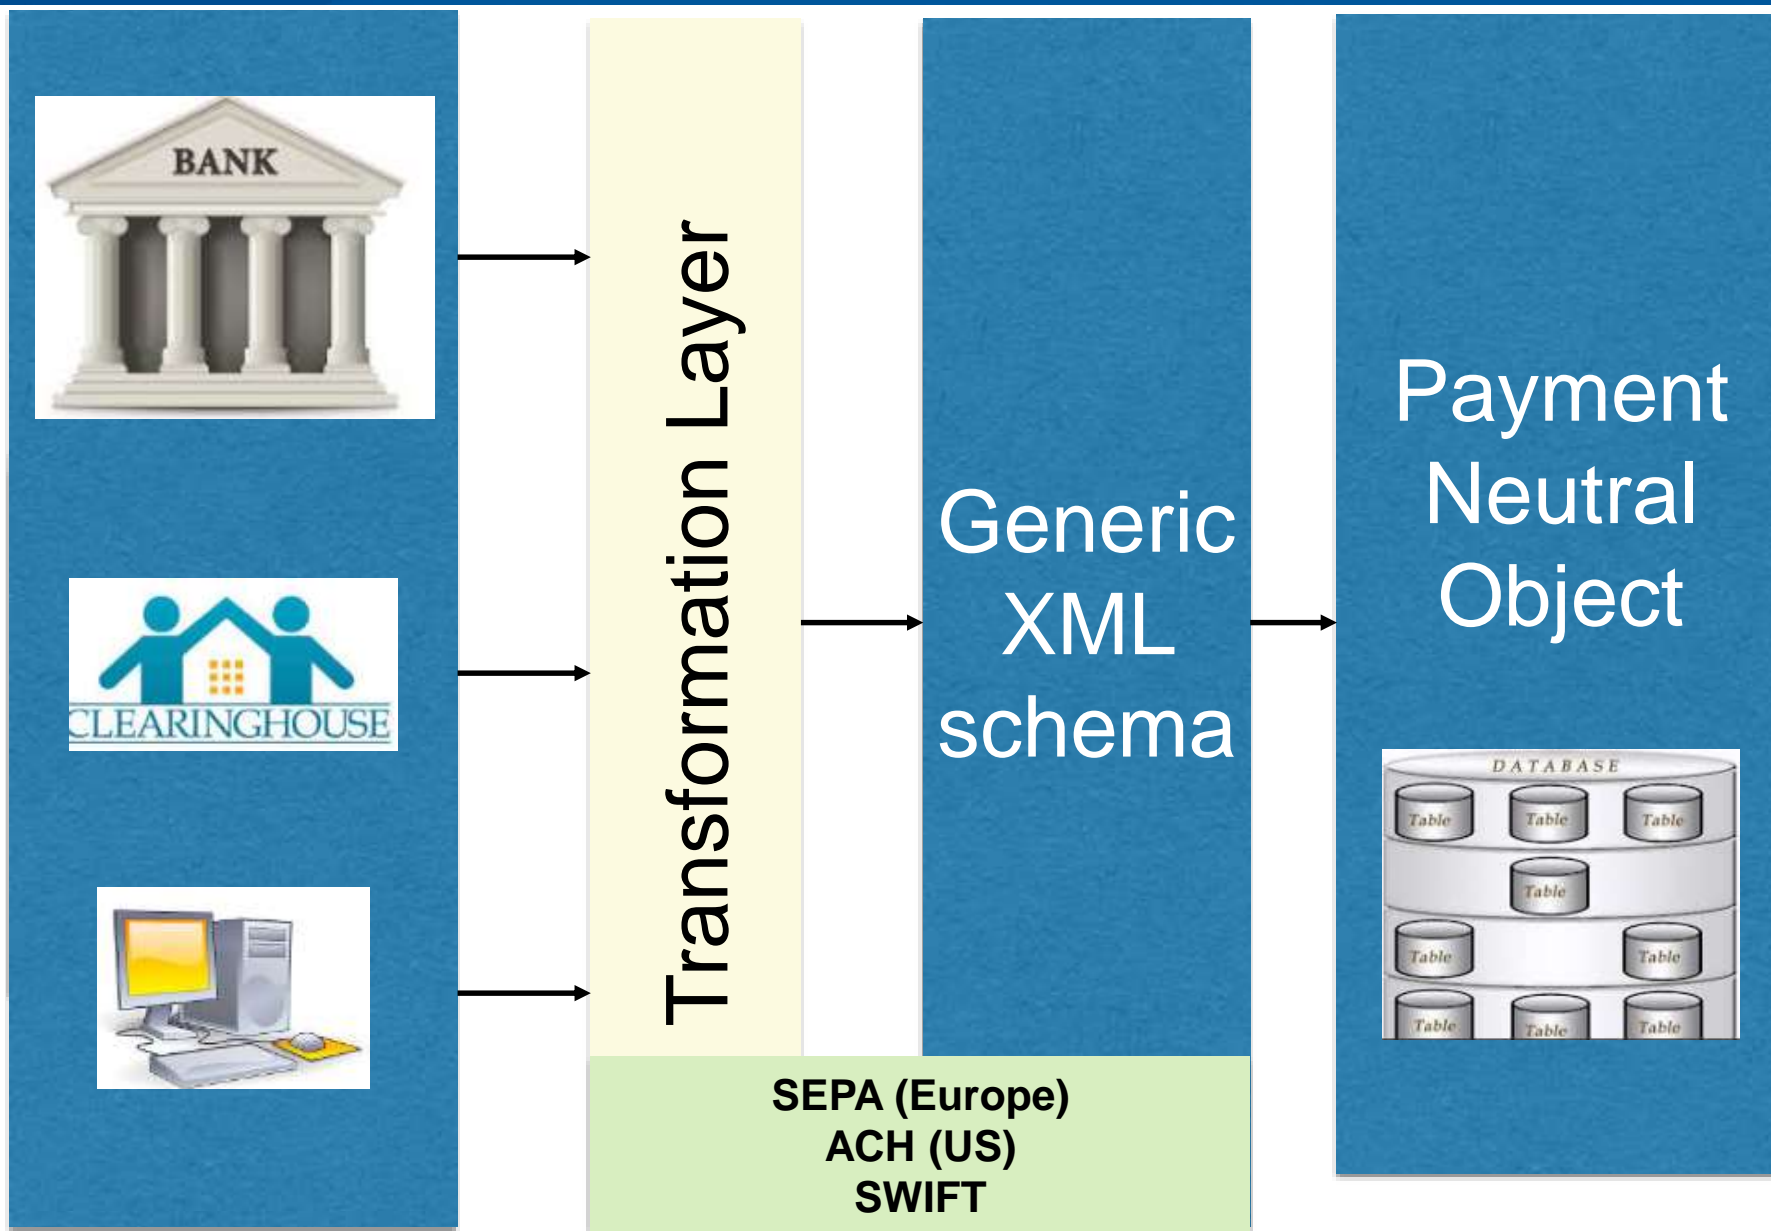 BANK
CLEARINGHOUSE
Transformation Layer
Generic
XML
schema
Payment
Neutral
Object
DATABASE
Table Table Table
Table
Table Table
Table Table Table
SEPA (Europe)
ACH (US)
SWIFT